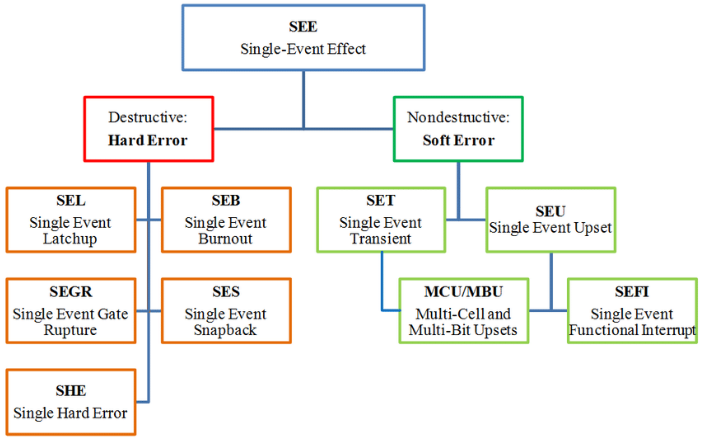 SEE
Single-Event Effect
Destructive:
Hard Error
Nondestructive:
Soft Error
SEL
Single Event
Latchup
SEB
Single Event
Burnout
SET
Single Event
Transient
SEU
Single Event Upset
SEGR
Single Event Gate
Rupture
SES
Single Event
Snapback
MCU/MBU
Multi-Cell and
Multi-Bit Upsets
SEFI
Single Event
Functional Interrupt
SHE
Single Hard Error